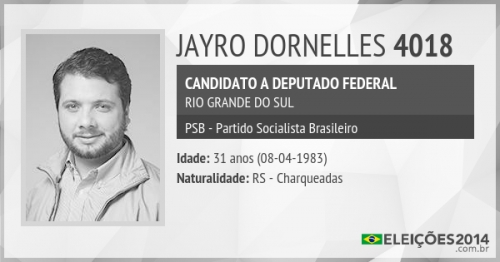 JAYRO DORNELLES 4018
CANDIDATO A DEPUTADO FEDERAL
RIO GRANDE DO SUL
PSB - Partido Socialista Brasileiro
Idade: 31 anos (08-04-1983)
Naturalidade: RS - Charqueadas
ELEIÇÕES2014
.com.br